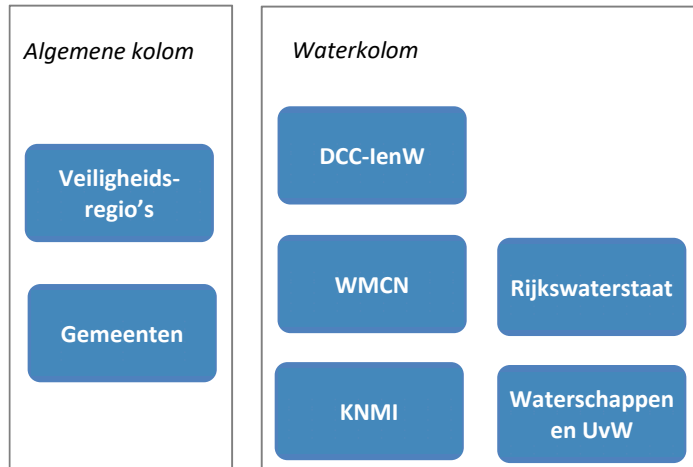 Algemene kolom
Veiligheids-
regio's
Gemeenten
Waterkolom
DCC-IenW
WMCN
Rijkswaterstaat
KNMI
Waterschappen
en UvW